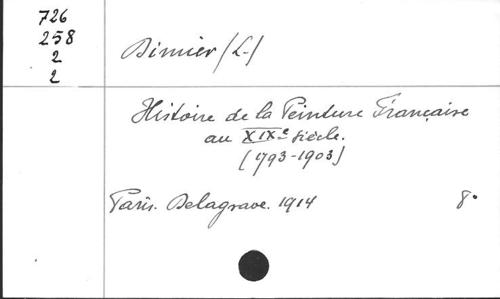 726
258
2
2
Dimier (L.)
Histoire de la Peinture Française
au XIXe siècle.
(1793-1903)
Paris. Delagrave. 1914 8°